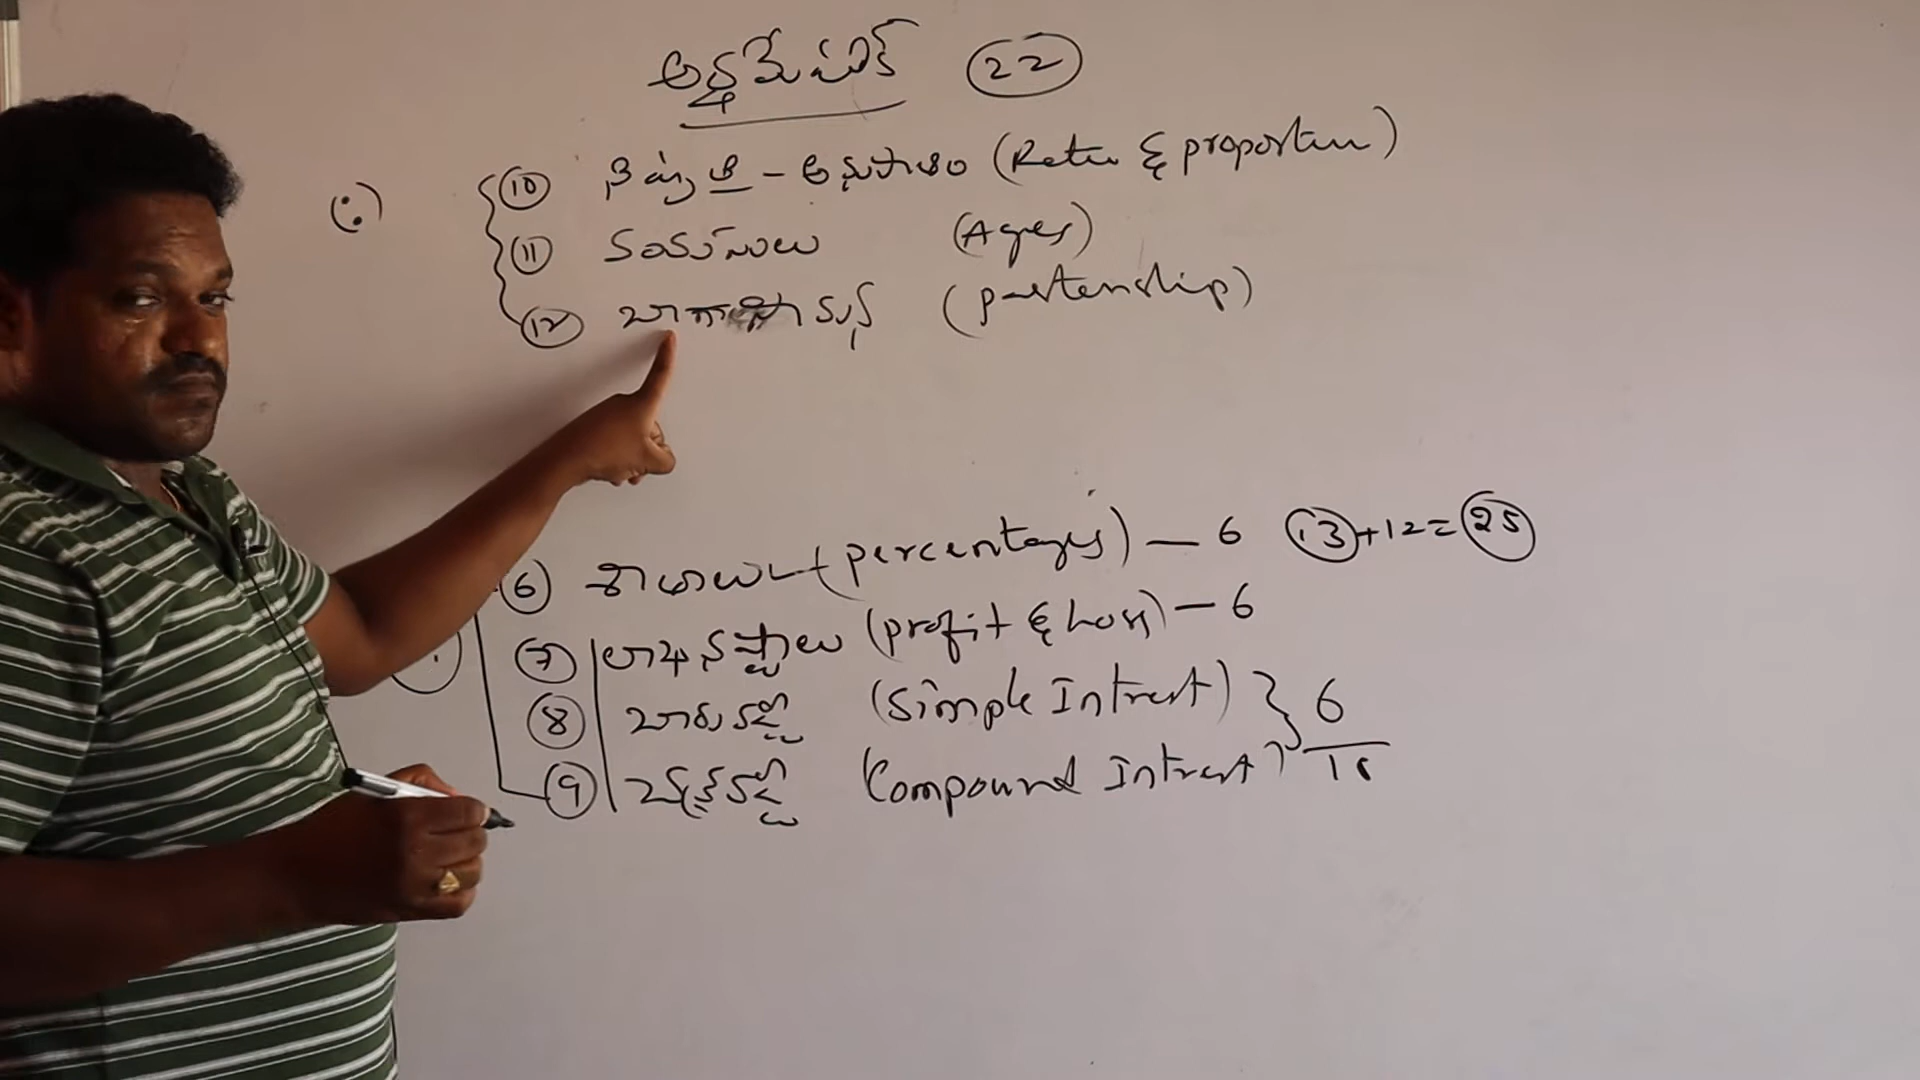 అర్థమేటిక్ 22
(:) 10 నిష్పత్తి - అనుపాతం (Ratio & proportion)
11 వయసులు (Ages)
12 భాగస్వామ్య (partenship)
6 శాతాలు - (percentages) - 6 13+12=25
7 లాభనష్టాలు (profit & Loss) - 6
8 బారువడ్డీ (Simple Intrest) } 6
9 చక్రవడ్డీ (Compound Intrest)